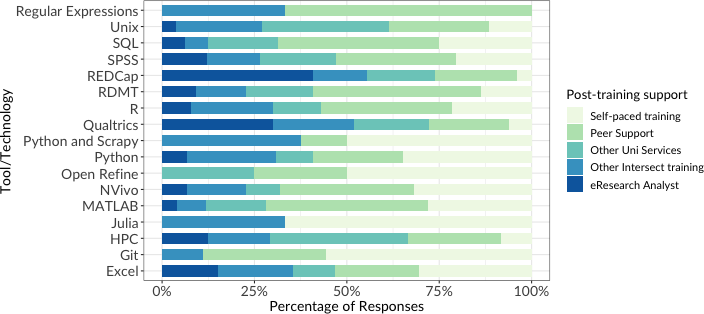 Tool/Technology
Regular Expressions
Unix
SQL
SPSS
REDCap
RDMT
R
Qualtrics
Python and Scrapy
Python
Open Refine
NVivo
MATLAB
Julia
HPC
Git
Excel
0% 25% 50% 75% 100%
Percentage of Responses
Post-training support
Self-paced training
Peer Support
Other Uni Services
Other Intersect training
eResearch Analyst